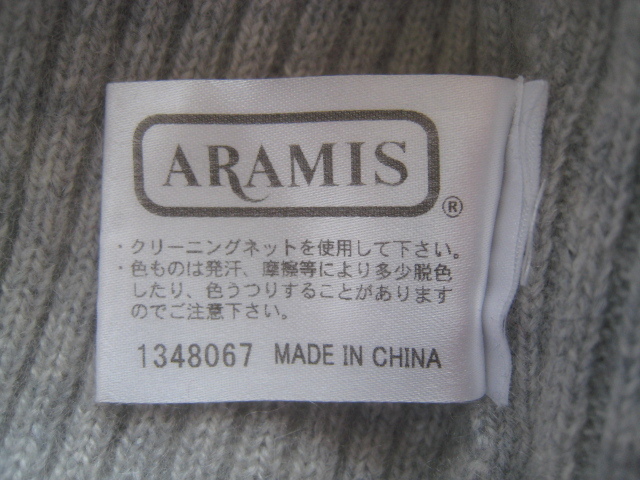 ARAMIS
®
・クリーニングネットを使用して下さい。
・色ものは発汗、摩擦等により多少脱色
したり、色うつりすることがあります
のでご注意下さい。
1348067 MADE IN CHINA